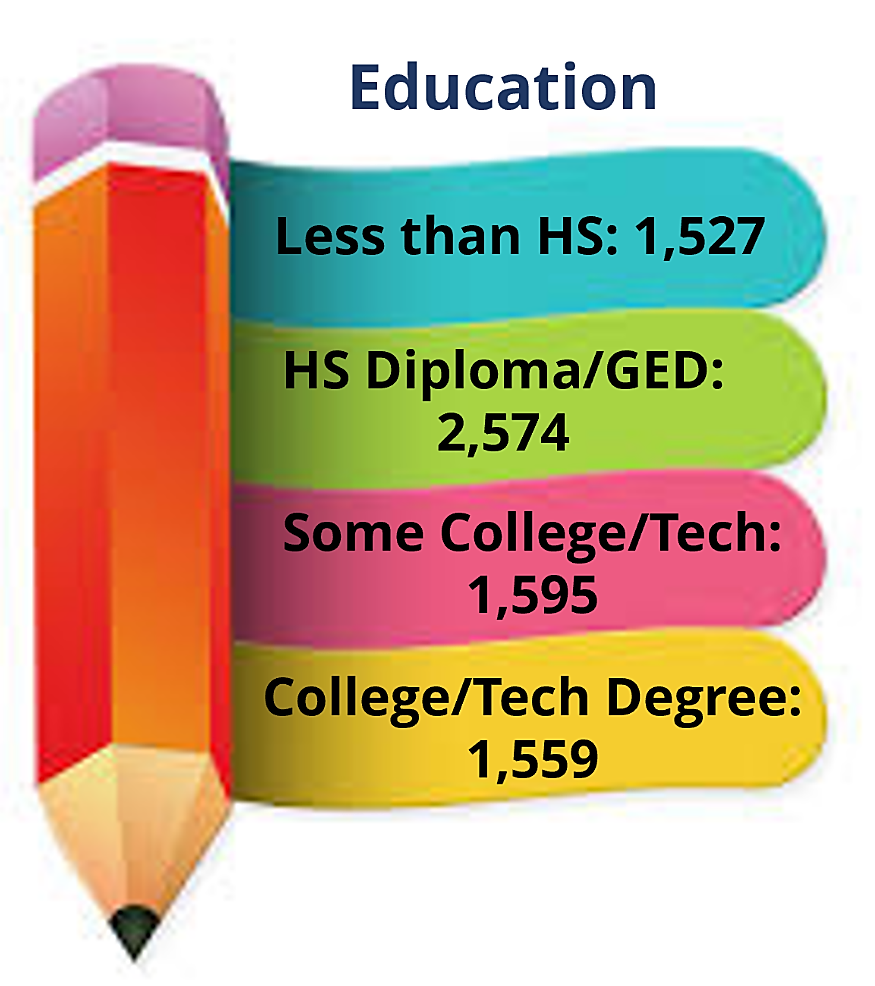 Education
Less than HS: 1,527
HS Diploma/GED:
2,574
Some College/Tech:
1,595
College/Tech Degree:
1,559